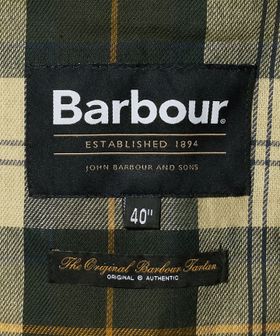 Barbour®
ESTABLISHED 1894
JOHN BARBOUR AND SONS
40"
The Original Barbour Tartan
ORIGINAL & AUTHENTIC